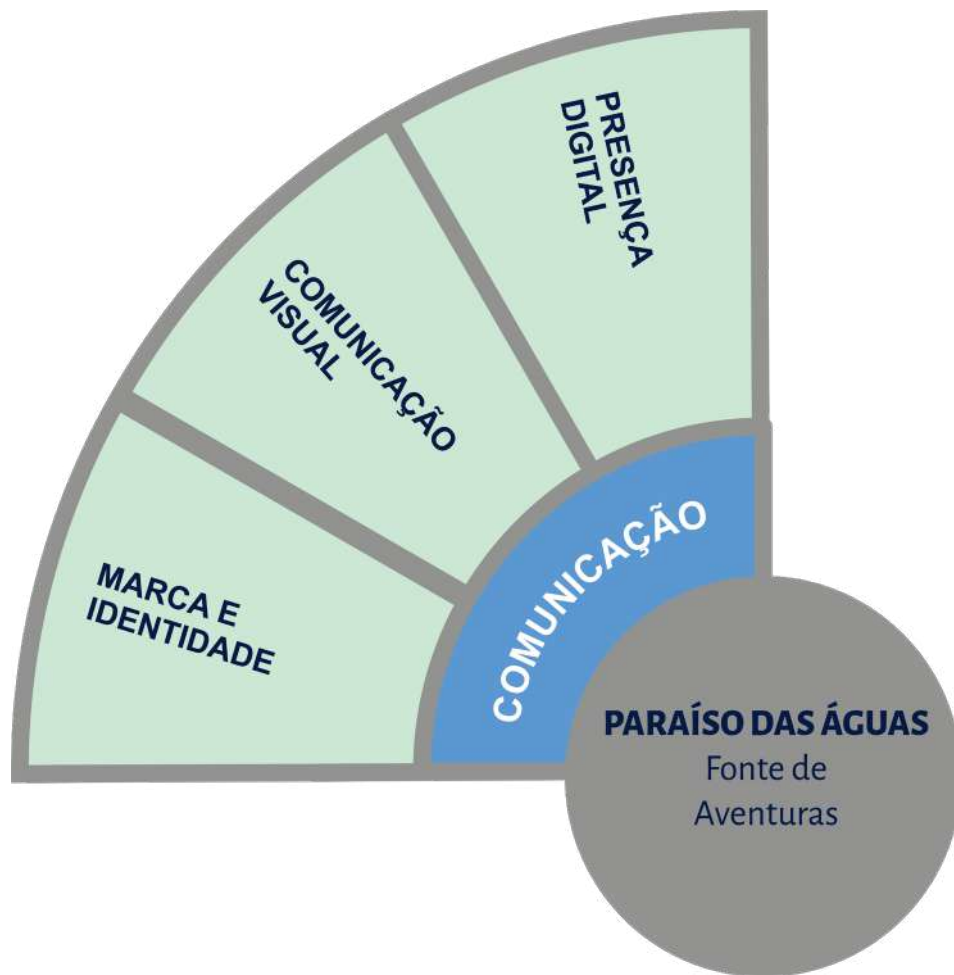 PRESENÇA
DIGITAL
COMUNICAÇÃO
VISUAL
MARCA E
IDENTIDADE
COMUNICAÇÃO
PARAÍSO DAS ÁGUAS
Fonte de
Aventuras